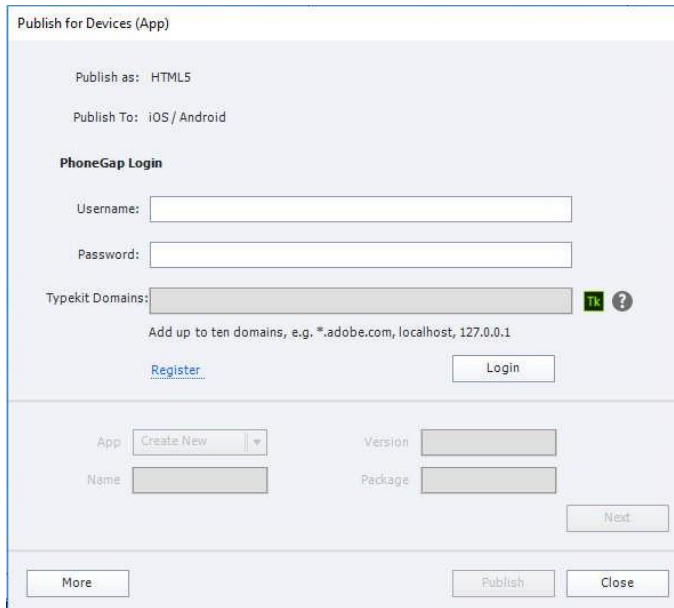 Publish for Devices (App)
Publish as: HTML5
Publish To: iOS / Android
PhoneGap Login
Username:
Password:
Typekit Domains: Tk ?
Add up to ten domains, e.g. *.adobe.com, localhost, 127.0.0.1
Register Login
App Create New Version
Name Package
Next
More Publish Close